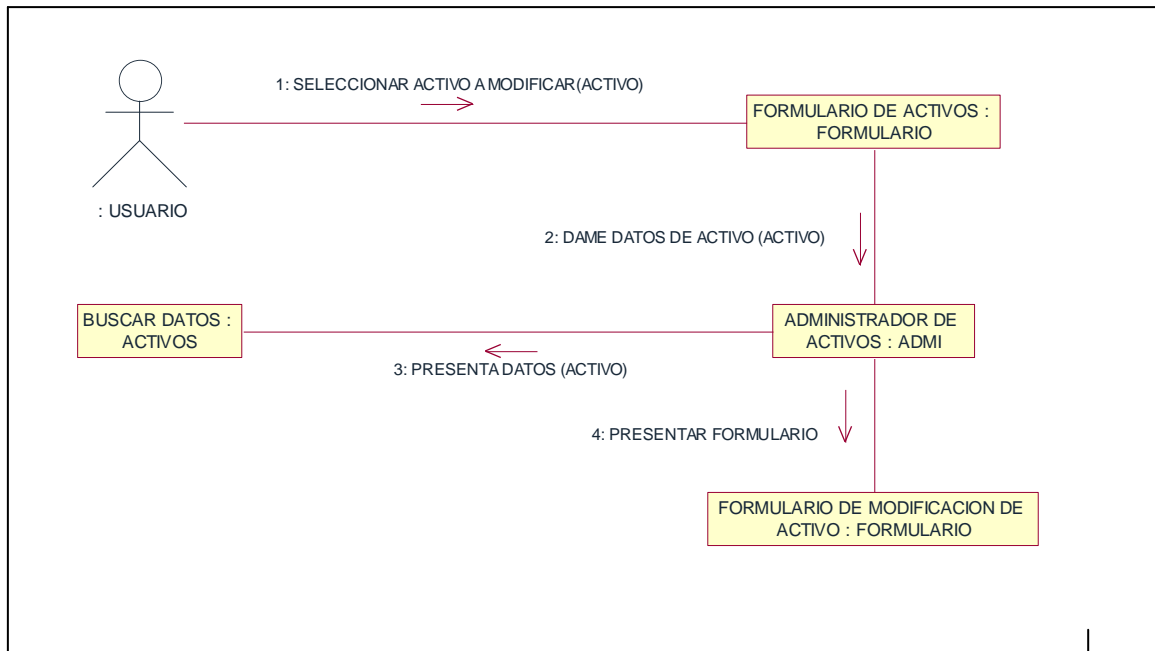 1: SELECCIONAR ACTIVO A MODIFICAR(ACTIVO)
FORMULARIO DE ACTIVOS :
FORMULARIO
: USUARIO
2: DAME DATOS DE ACTIVO (ACTIVO)
BUSCAR DATOS :
ACTIVOS
ADMINISTRADOR DE
ACTIVOS : ADMI
3: PRESENTA DATOS (ACTIVO)
4: PRESENTAR FORMULARIO
FORMULARIO DE MODIFICACION DE
ACTIVO : FORMULARIO